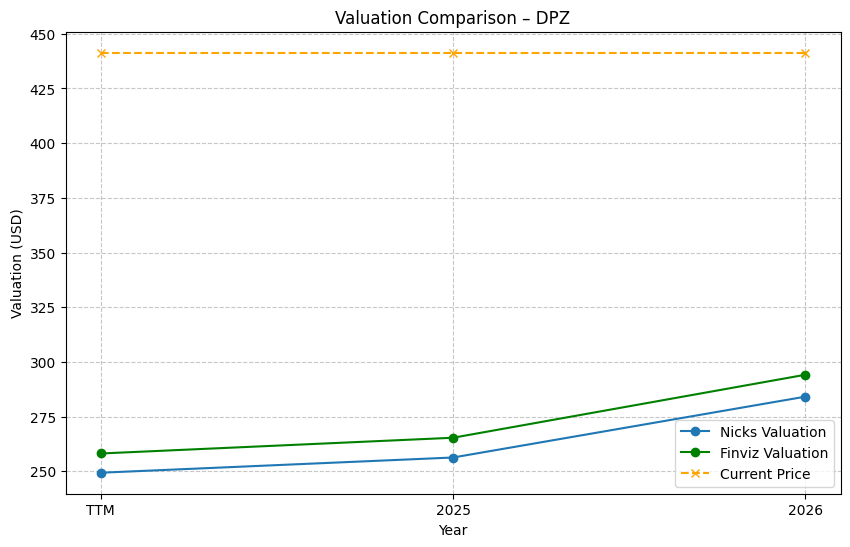 Valuation Comparison – DPZ
Valuation (USD)
450
425
400
375
350
325
300
275
250
TTM
2025
2026
Year
Nicks Valuation
Finviz Valuation
Current Price